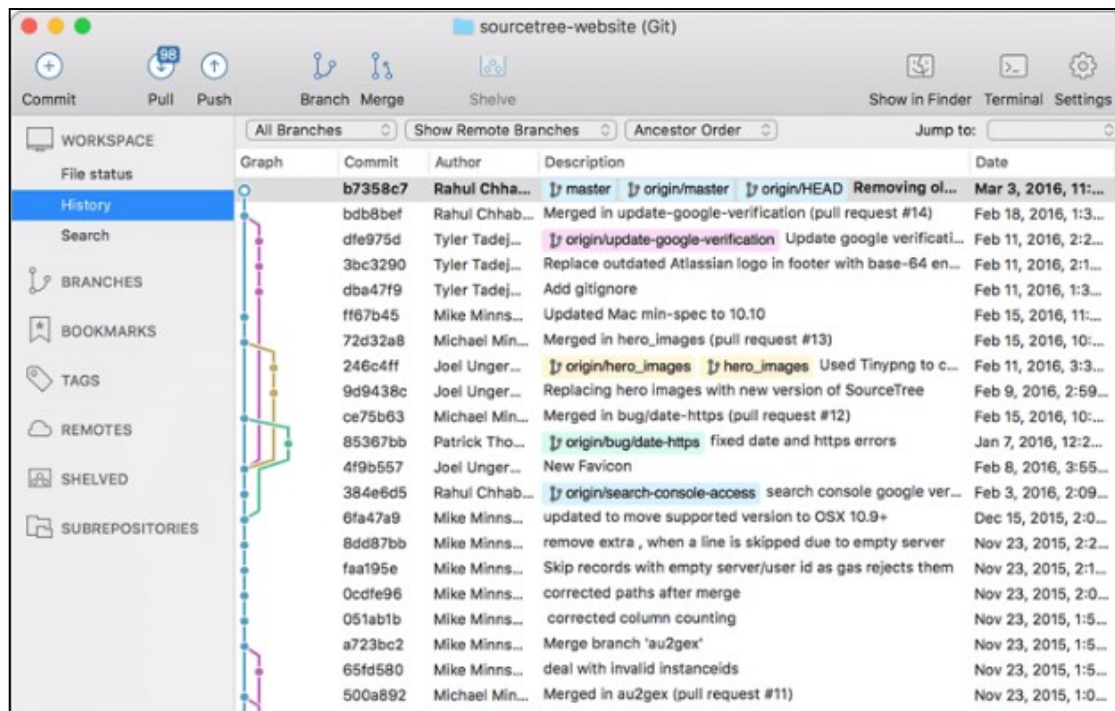 sourcetree-website (Git)
98
Commit Pull Push Branch Merge Shelve Show in Finder Terminal Settings
WORKSPACE
File status
History
Search
BRANCHES
BOOKMARKS
TAGS
REMOTES
SHELVED
SUBREPOSITORIES
All Branches Show Remote Branches Ancestor Order Jump to:
Graph Commit Author Description Date
b7358c7 Rahul Chha... master origin/master origin/HEAD Removing ol... Mar 3, 2016, 11:...
bdb8bef Rahul Chhab... Merged in update-google-verification (pull request #14) Feb 18, 2016, 1:3...
dfe975d Tyler Tadej... origin/update-google-verification Update google verificati... Feb 11, 2016, 2:2...
3bc3290 Tyler Tadej... Replace outdated Atlassian logo in footer with base-64 en... Feb 11, 2016, 2:1...
dba47f9 Tyler Tadej... Add gitignore Feb 11, 2016, 1:3...
ff67b45 Mike Minns... Updated Mac min-spec to 10.10 Feb 15, 2016, 11:...
72d32a8 Michael Min... Merged in hero_images (pull request #13) Feb 15, 2016, 10:...
246c4ff Joel Unger... origin/hero_images hero_images Used Tinypng to c... Feb 11, 2016, 3:3...
9d9438c Joel Unger... Replacing hero images with new version of SourceTree Feb 9, 2016, 2:59...
ce75b63 Michael Min... Merged in bug/date-https (pull request #12) Feb 15, 2016, 10:...
85367bb Patrick Tho... origin/bug/date-https fixed date and https errors Jan 7, 2016, 12:2...
4f9b557 Joel Unger... New Favicon Feb 8, 2016, 3:55...
384e6d5 Rahul Chhab... origin/search-console-access search console google ver... Feb 3, 2016, 2:09...
6fa47a9 Mike Minns... updated to move supported version to OSX 10.9+ Dec 15, 2015, 2:0...
8dd87bb Mike Minns... remove extra , when a line is skipped due to empty server Nov 23, 2015, 2:2...
faa195e Mike Minns... Skip records with empty server/user id as gas rejects them Nov 23, 2015, 2:1...
0cdfe96 Mike Minns... corrected paths after merge Nov 23, 2015, 2:0...
051ab1b Mike Minns... corrected column counting Nov 23, 2015, 1:5...
a723bc2 Mike Minns... Merge branch 'au2gex' Nov 23, 2015, 1:5...
65fd580 Mike Minns... deal with invalid instanceids Nov 23, 2015, 1:5...
500a892 Michael Min... Merged in au2gex (pull request #11) Nov 23, 2015, 1:0...